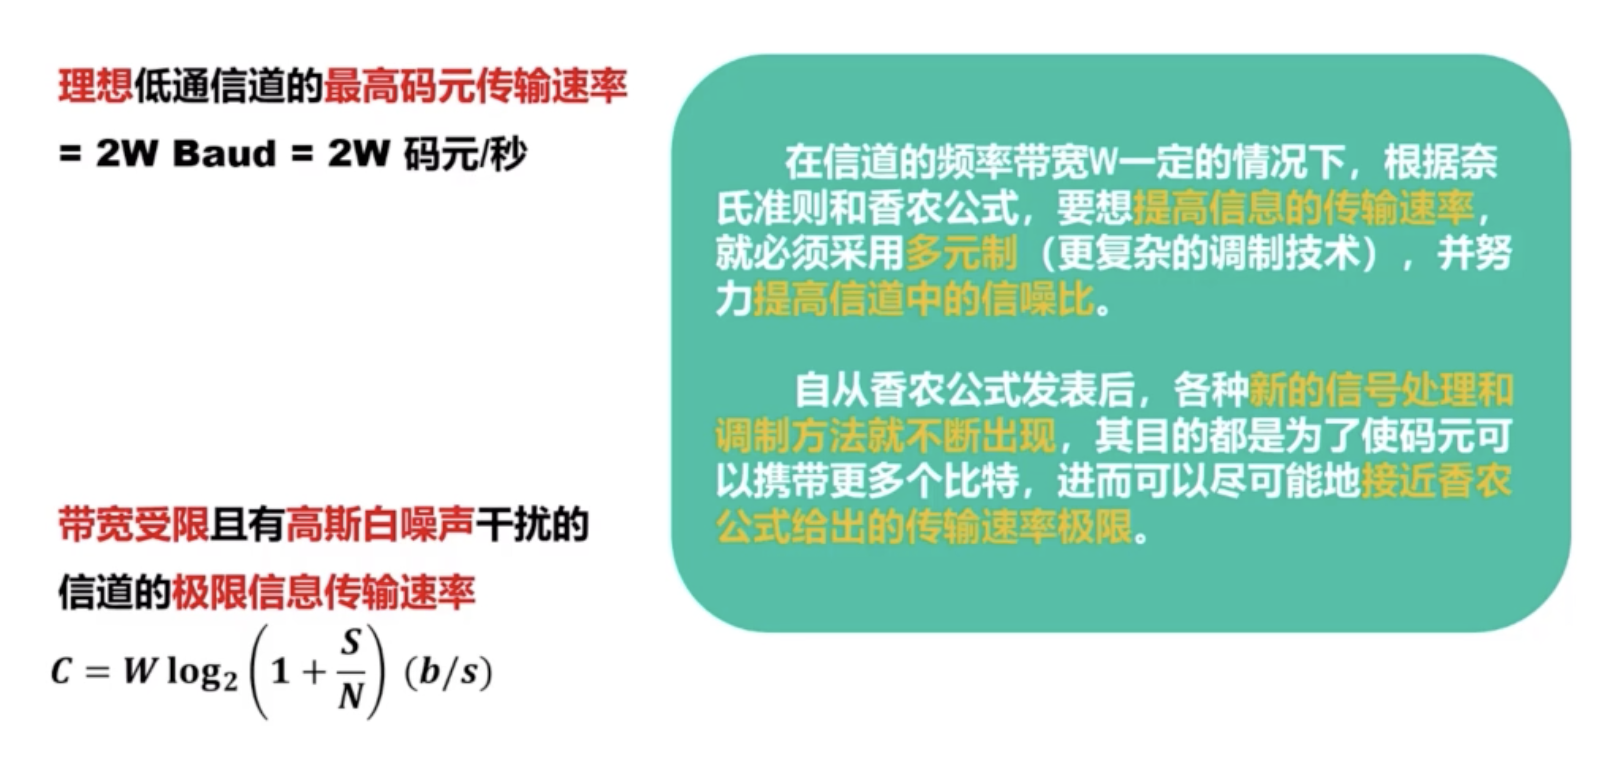 理想低通信道的最高码元传输速率
= 2W Baud = 2W 码元/秒
带宽受限且有高斯白噪声干扰的
信道的极限信息传输速率
C = W log₂ (1 + S/N) (b/s)
在信道的频率带宽W一定的情况下，根据奈
氏准则和香农公式，要想提高信息的传输速率，
就必须采用多元制（更复杂的调制技术），并努
力提高信道中的信噪比。
自从香农公式发表后，各种新的信号处理和
调制方法就不断出现，其目的都是为了使码元可
以携带更多个比特，进而可以尽可能地接近香农
公式给出的传输速率极限。